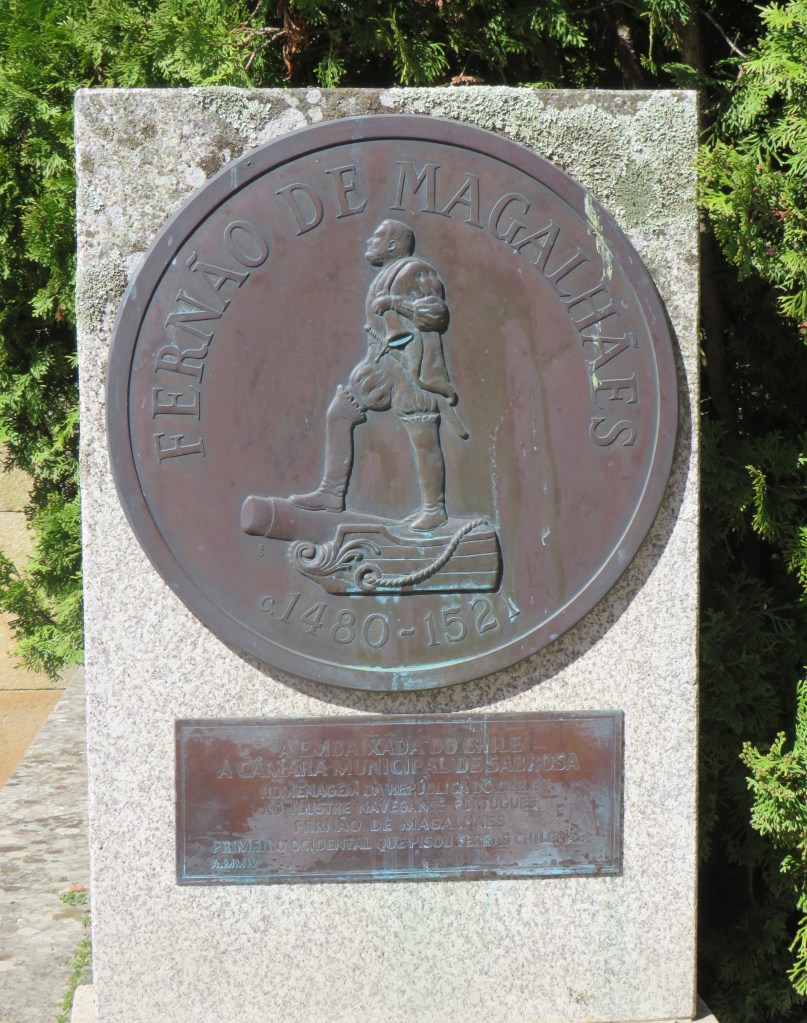 FERNÃO DE MAGALHÃES
c.1480-1521
A EMBAIXADA DO CHILE
A CÂMARA MUNICIPAL DE SABROSA
HOMENAGEM DA REPÚBLICA DO CHILE
AO ILUSTRE NAVEGANTE PORTUGUÊS
FERNÃO DE MAGALHÃES
PRIMEIRO OCIDENTAL QUE PISOU TERRAS CHILENAS